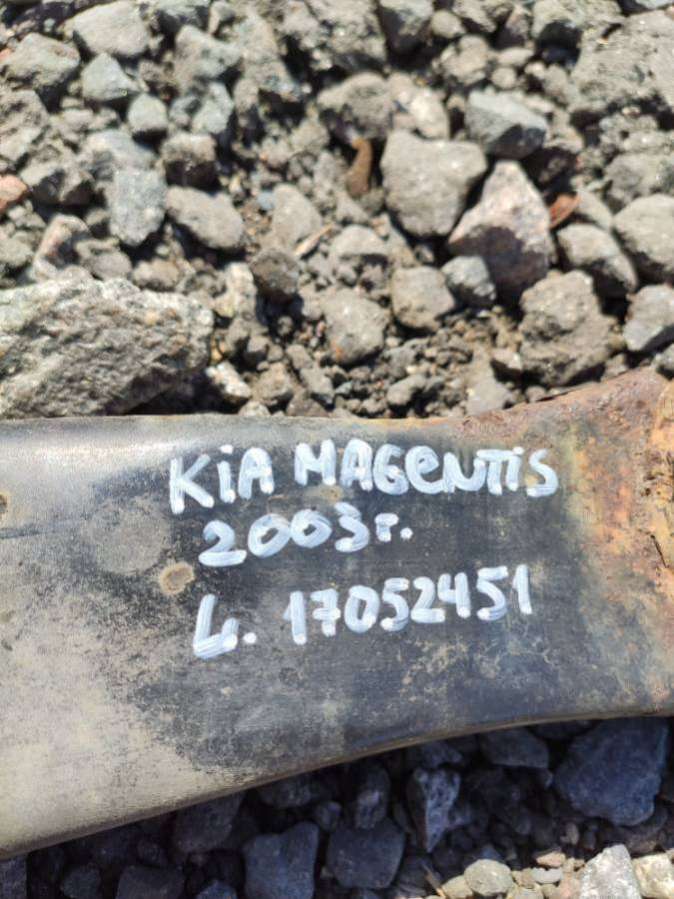 KiA MAGeNTiS
2003г.
L. 17052451